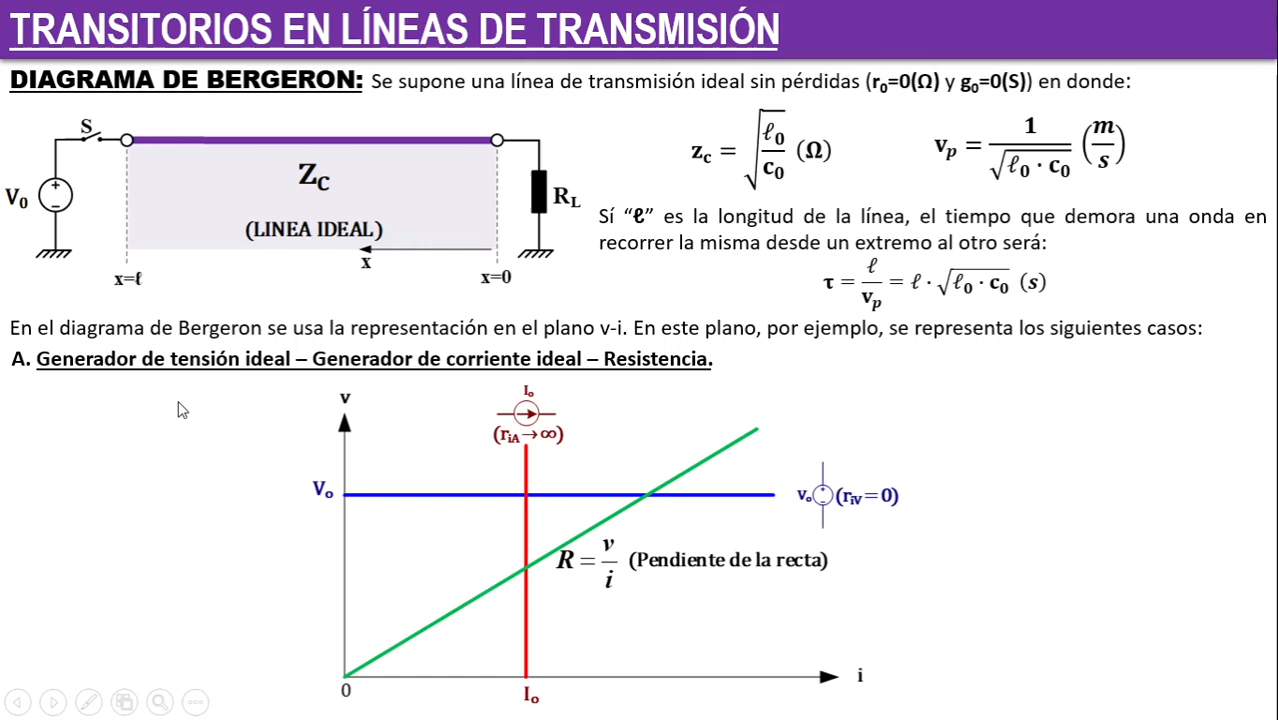 TRANSITORIOS EN LÍNEAS DE TRANSMISIÓN
DIAGRAMA DE BERGERON: Se supone una línea de transmisión ideal sin pérdidas (r₀=0(Ω) y g₀=0(S)) en donde:
S
V₀
+
−
Z_C
(LINEA IDEAL)
R_L
x
x=ℓ
x=0
z_c = √(ℓ₀/c₀) (Ω)
v_p = 1/√(ℓ₀ · c₀) (m/s)
Sí “ℓ” es la longitud de la línea, el tiempo que demora una onda en
recorrer la misma desde un extremo al otro será:
τ = ℓ/v_p = ℓ · √(ℓ₀ · c₀) (s)
En el diagrama de Bergeron se usa la representación en el plano v-i. En este plano, por ejemplo, se representa los siguientes casos:
A. Generador de tensión ideal – Generador de corriente ideal – Resistencia.
v
I₀
(r_iA→∞)
V₀
v₀ (r_iV=0)
R = v/i (Pendiente de la recta)
0
I₀
i